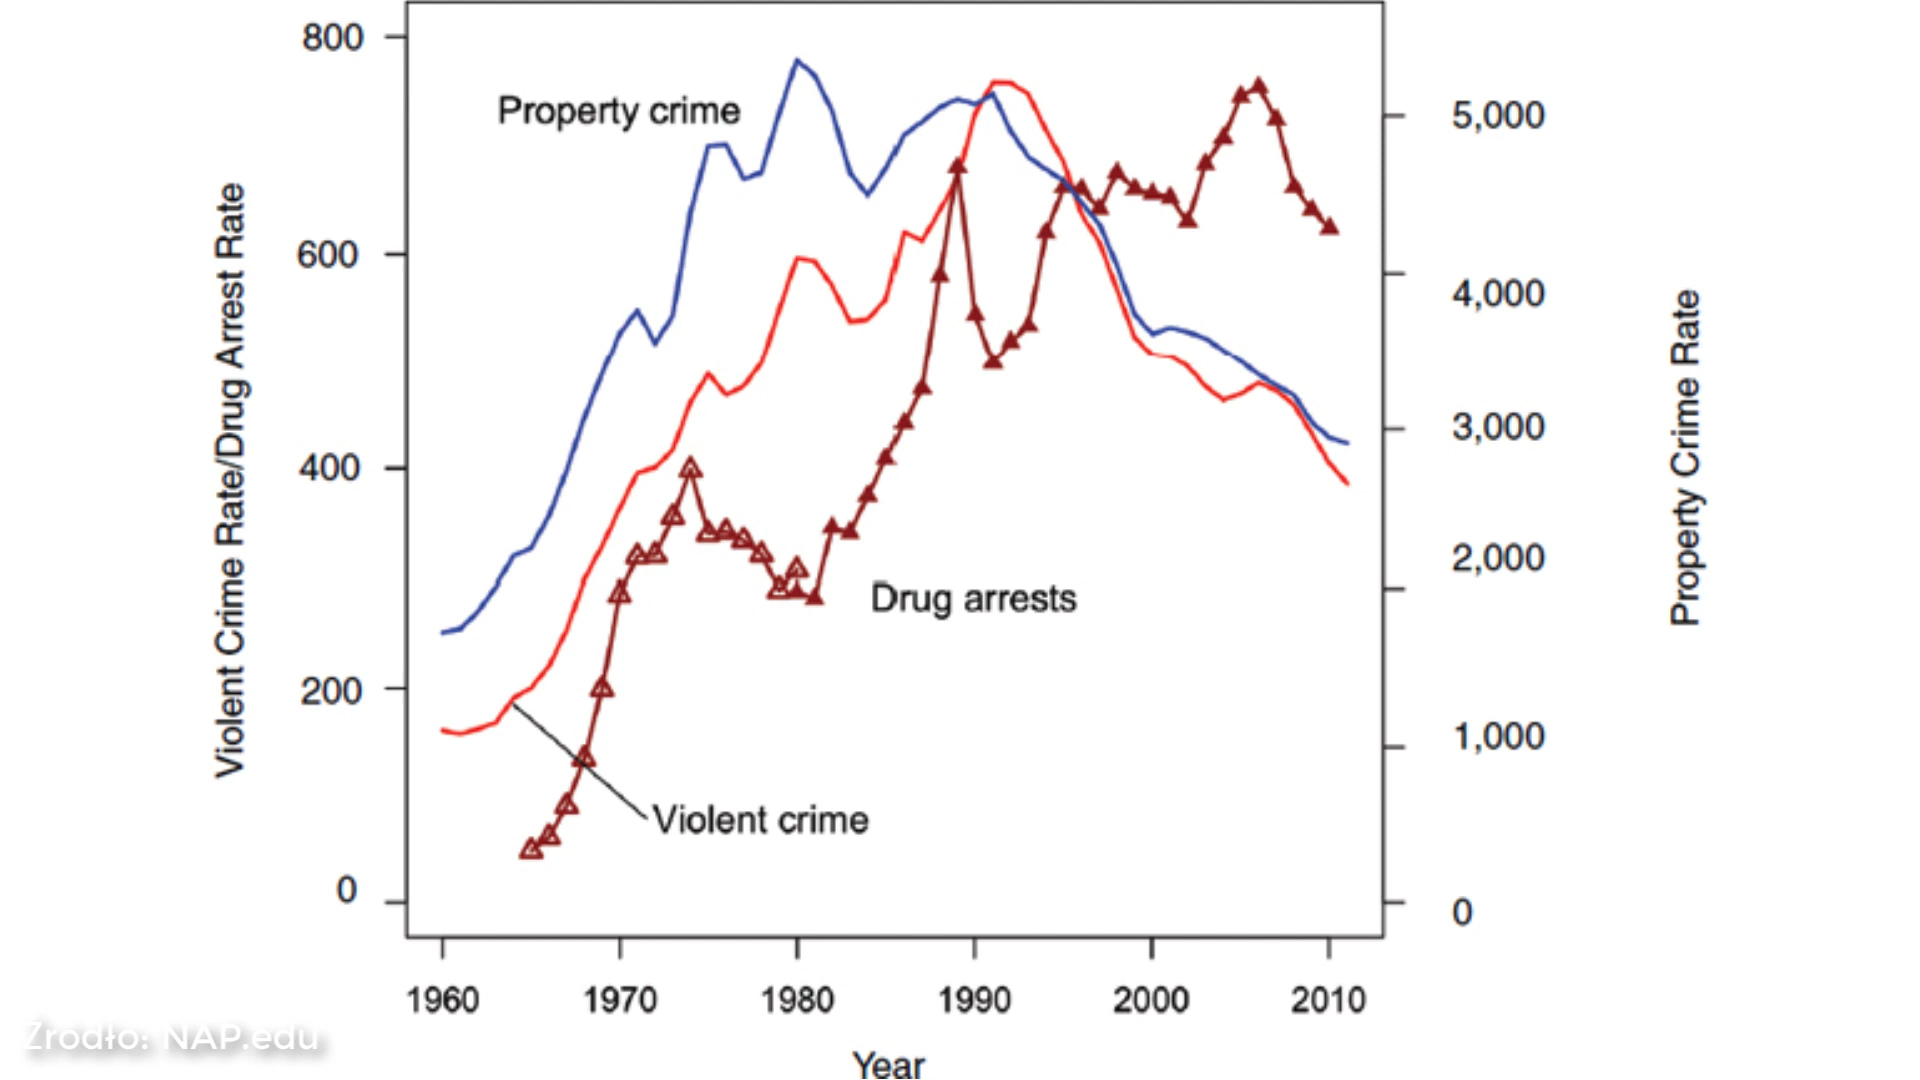 800
600
400
200
0
Violent Crime Rate/Drug Arrest Rate
Property crime
Drug arrests
Violent crime
5,000
4,000
3,000
2,000
1,000
0
Property Crime Rate
1960 1970 1980 1990 2000 2010
Year
Źródło: NAP.edu